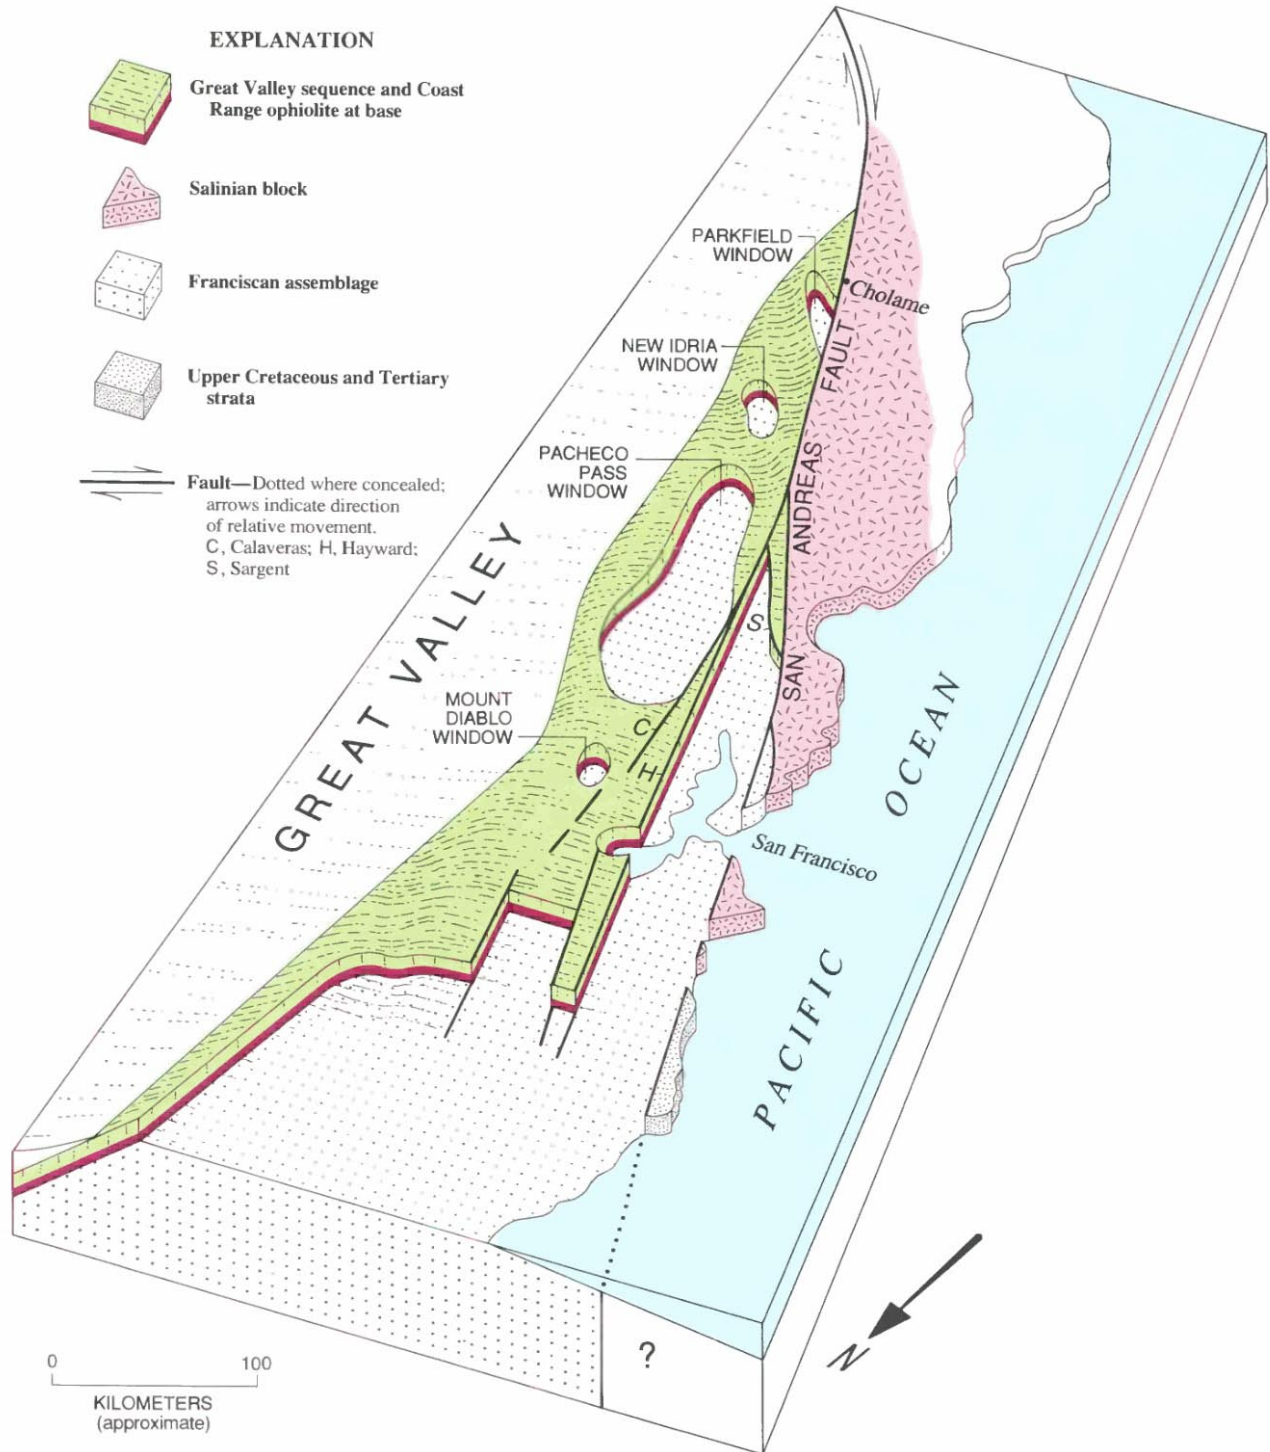 EXPLANATION
Great Valley sequence and Coast
Range ophiolite at base
Salinian block
Franciscan assemblage
Upper Cretaceous and Tertiary
strata
Fault—Dotted where concealed;
arrows indicate direction
of relative movement.
C, Calaveras; H, Hayward;
S, Sargent
PARKFIELD
WINDOW
Cholame
NEW IDRIA
WINDOW
PACHECO
PASS
WINDOW
SAN ANDREAS FAULT
S
MOUNT
DIABLO
WINDOW
C
H
GREAT VALLEY
San Francisco
PACIFIC OCEAN
?
N
0 100
KILOMETERS
(approximate)